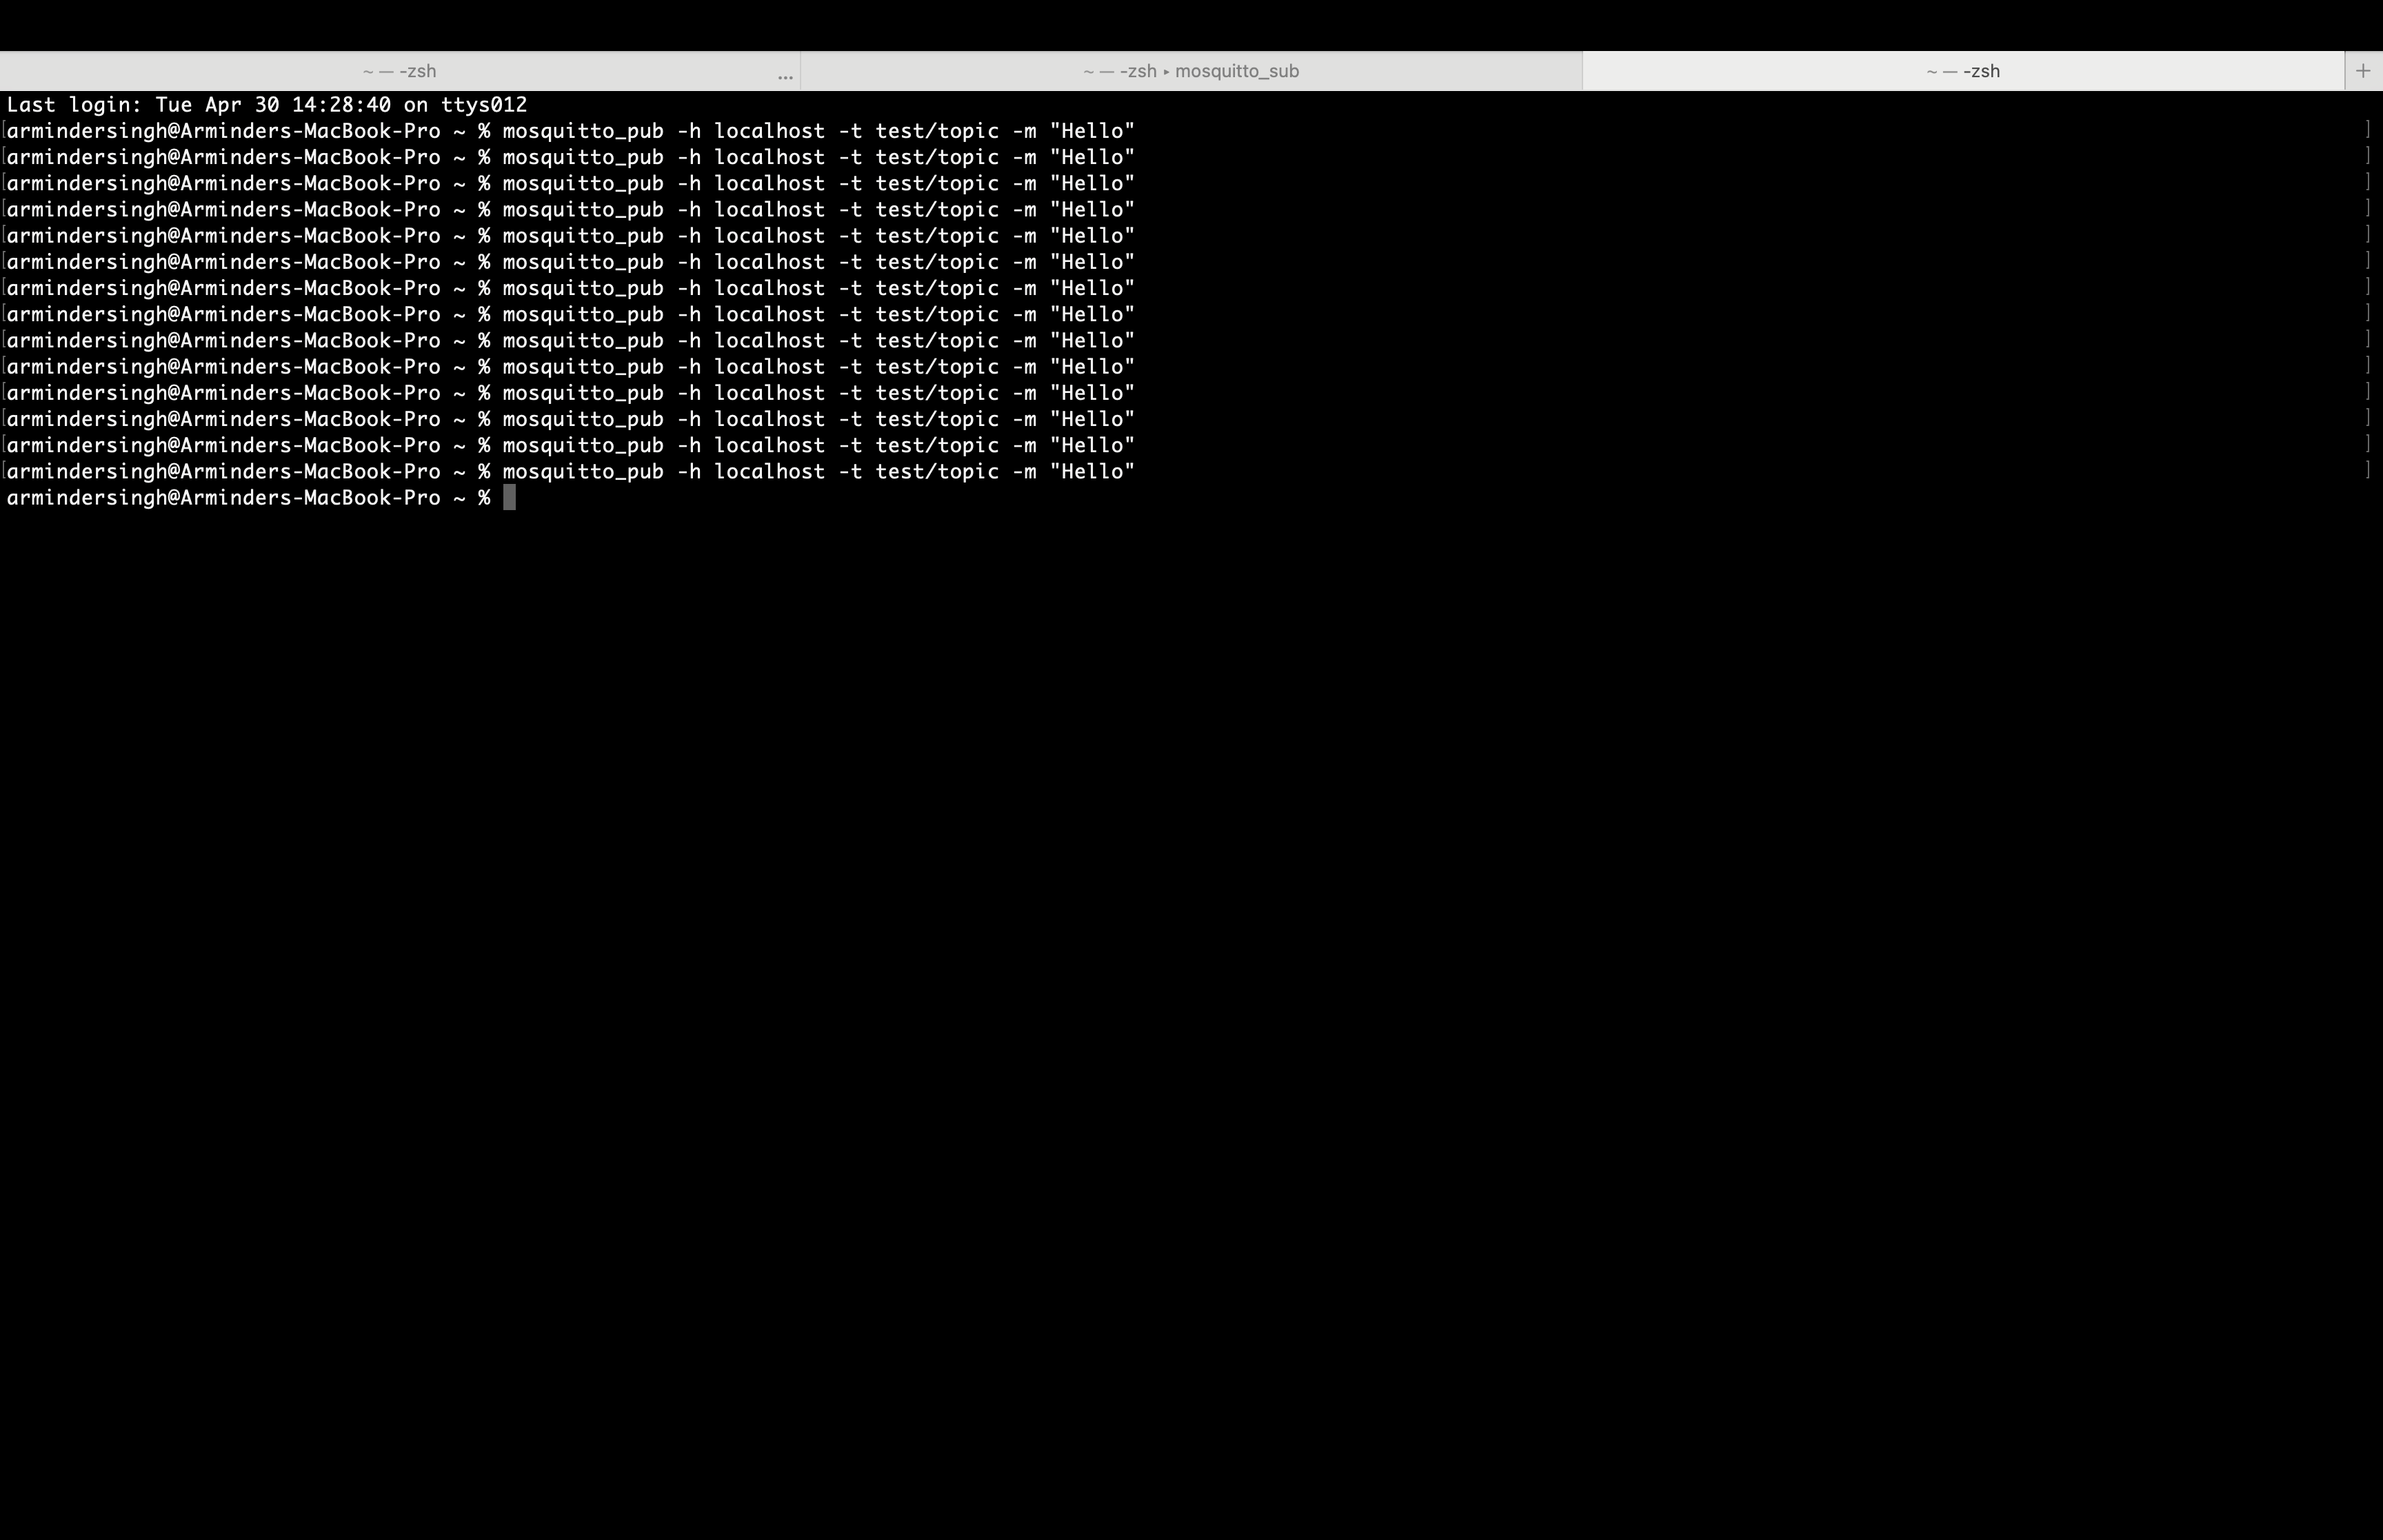 ~ — -zsh ... ~ — -zsh ▸ mosquitto_sub ~ — -zsh +
Last login: Tue Apr 30 14:28:40 on ttys012
[armindersingh@Arminders-MacBook-Pro ~ % mosquitto_pub -h localhost -t test/topic -m "Hello" ]
[armindersingh@Arminders-MacBook-Pro ~ % mosquitto_pub -h localhost -t test/topic -m "Hello" ]
[armindersingh@Arminders-MacBook-Pro ~ % mosquitto_pub -h localhost -t test/topic -m "Hello" ]
[armindersingh@Arminders-MacBook-Pro ~ % mosquitto_pub -h localhost -t test/topic -m "Hello" ]
[armindersingh@Arminders-MacBook-Pro ~ % mosquitto_pub -h localhost -t test/topic -m "Hello" ]
[armindersingh@Arminders-MacBook-Pro ~ % mosquitto_pub -h localhost -t test/topic -m "Hello" ]
[armindersingh@Arminders-MacBook-Pro ~ % mosquitto_pub -h localhost -t test/topic -m "Hello" ]
[armindersingh@Arminders-MacBook-Pro ~ % mosquitto_pub -h localhost -t test/topic -m "Hello" ]
[armindersingh@Arminders-MacBook-Pro ~ % mosquitto_pub -h localhost -t test/topic -m "Hello" ]
[armindersingh@Arminders-MacBook-Pro ~ % mosquitto_pub -h localhost -t test/topic -m "Hello" ]
[armindersingh@Arminders-MacBook-Pro ~ % mosquitto_pub -h localhost -t test/topic -m "Hello" ]
[armindersingh@Arminders-MacBook-Pro ~ % mosquitto_pub -h localhost -t test/topic -m "Hello" ]
[armindersingh@Arminders-MacBook-Pro ~ % mosquitto_pub -h localhost -t test/topic -m "Hello" ]
[armindersingh@Arminders-MacBook-Pro ~ % mosquitto_pub -h localhost -t test/topic -m "Hello" ]
armindersingh@Arminders-MacBook-Pro ~ %